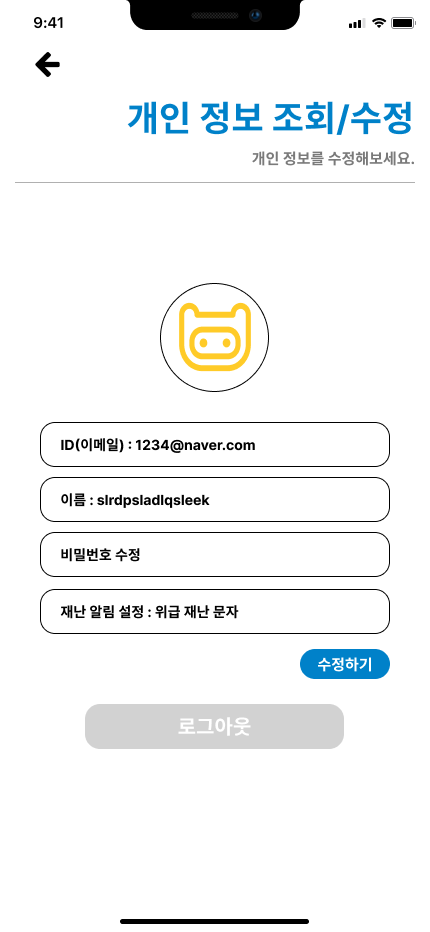 9:41
개인 정보 조회/수정
개인 정보를 수정해보세요.
ID(이메일) : 1234@naver.com
이름 : slrdpsladlqsleek
비밀번호 수정
재난 알림 설정 : 위급 재난 문자
수정하기
로그아웃